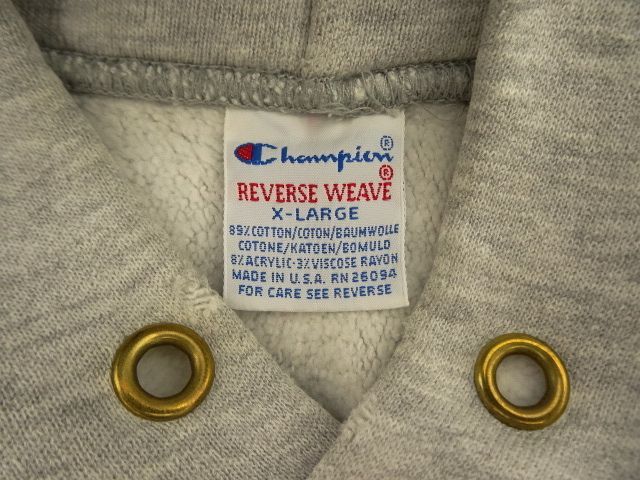 Champion ®
®
REVERSE WEAVE
X-LARGE
89% COTTON/COTON/BAUMWOLLE
COTONE/KATOEN/BOMULD
8% ACRYLIC·3% VISCOSE RAYON
MADE IN U.S.A. RN 26094
FOR CARE SEE REVERSE